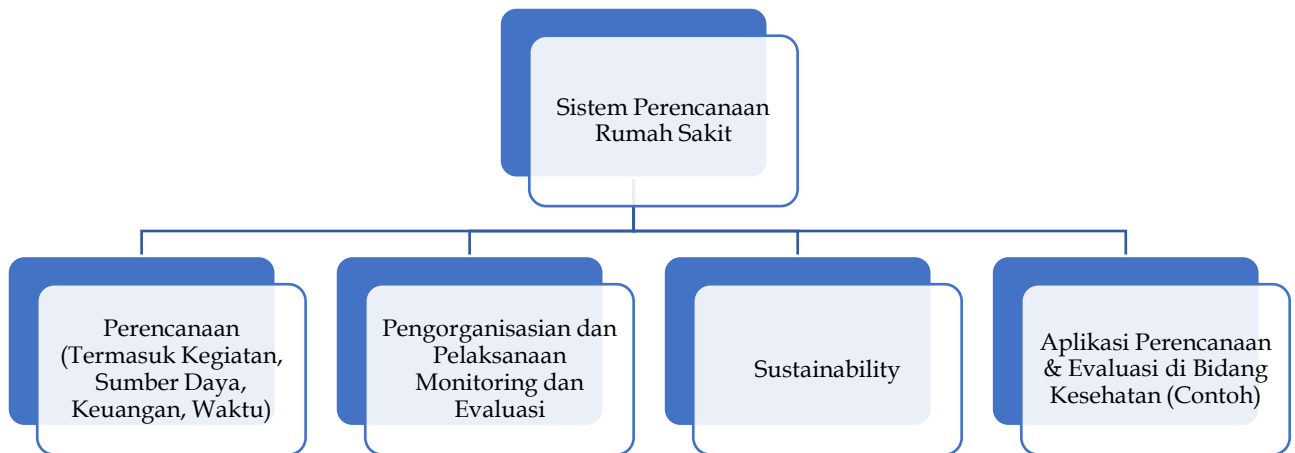 Sistem Perencanaan
Rumah Sakit
Perencanaan
(Termasuk Kegiatan,
Sumber Daya,
Keuangan, Waktu)
Pengorganisasian dan
Pelaksanaan
Monitoring dan
Evaluasi
Sustainability
Aplikasi Perencanaan
& Evaluasi di Bidang
Kesehatan (Contoh)